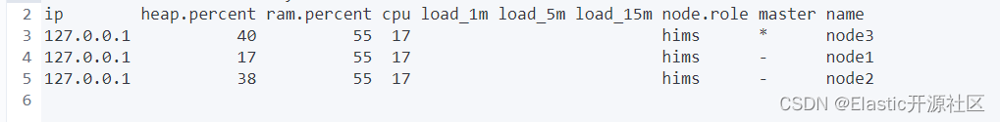 2 ip heap.percent ram.percent cpu load_1m load_5m load_15m node.role master name
3 127.0.0.1 40 55 17 hims * node3
4 127.0.0.1 17 55 17 hims - node1
5 127.0.0.1 38 55 17 hims - node2
6
CSDN @Elastic开源社区